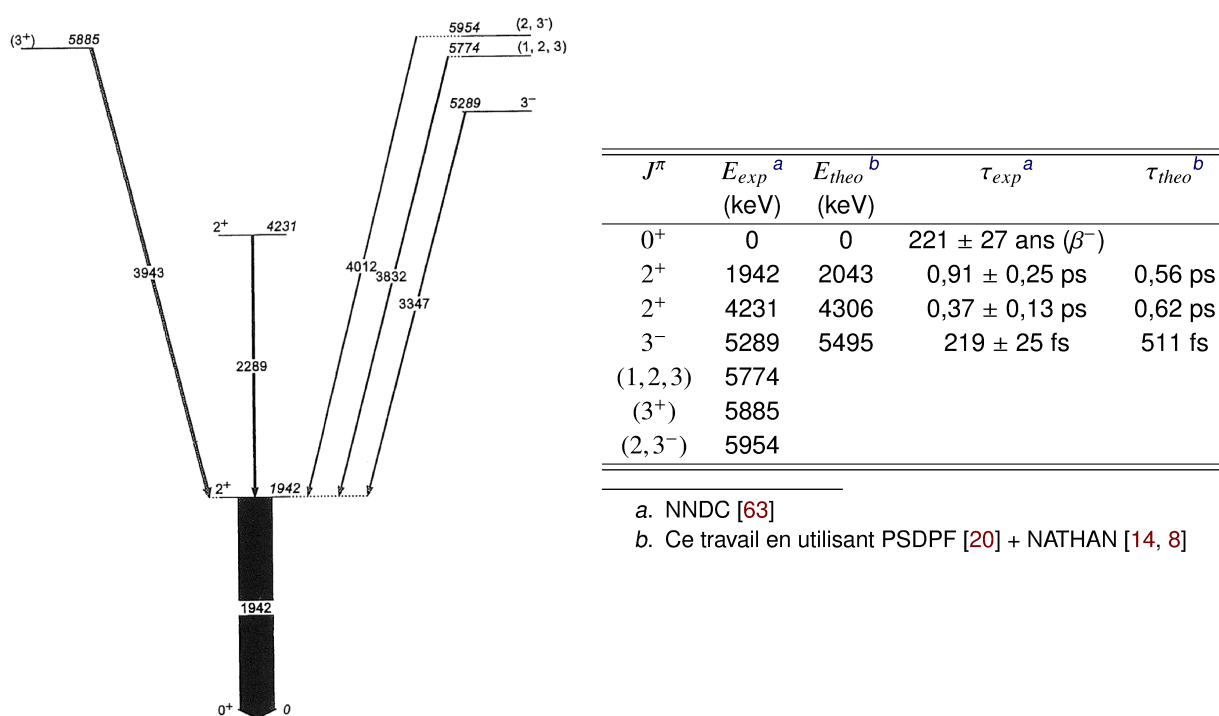 (3⁺) 5885
5954 (2, 3⁻)
5774 (1, 2, 3)
5289 3⁻
2⁺ 4231
3943
4012
3832
3347
2289
2⁺ 1942
1942
0⁺ 0
Jπ E_exp a E_theo b τ_exp a τ_theo b
(keV) (keV)
0⁺ 0 0 221 ± 27 ans (β⁻)
2⁺ 1942 2043 0,91 ± 0,25 ps 0,56 ps
2⁺ 4231 4306 0,37 ± 0,13 ps 0,62 ps
3⁻ 5289 5495 219 ± 25 fs 511 fs
(1, 2, 3) 5774
(3⁺) 5885
(2, 3⁻) 5954
a. NNDC [63]
b. Ce travail en utilisant PSDPF [20] + NATHAN [14, 8]